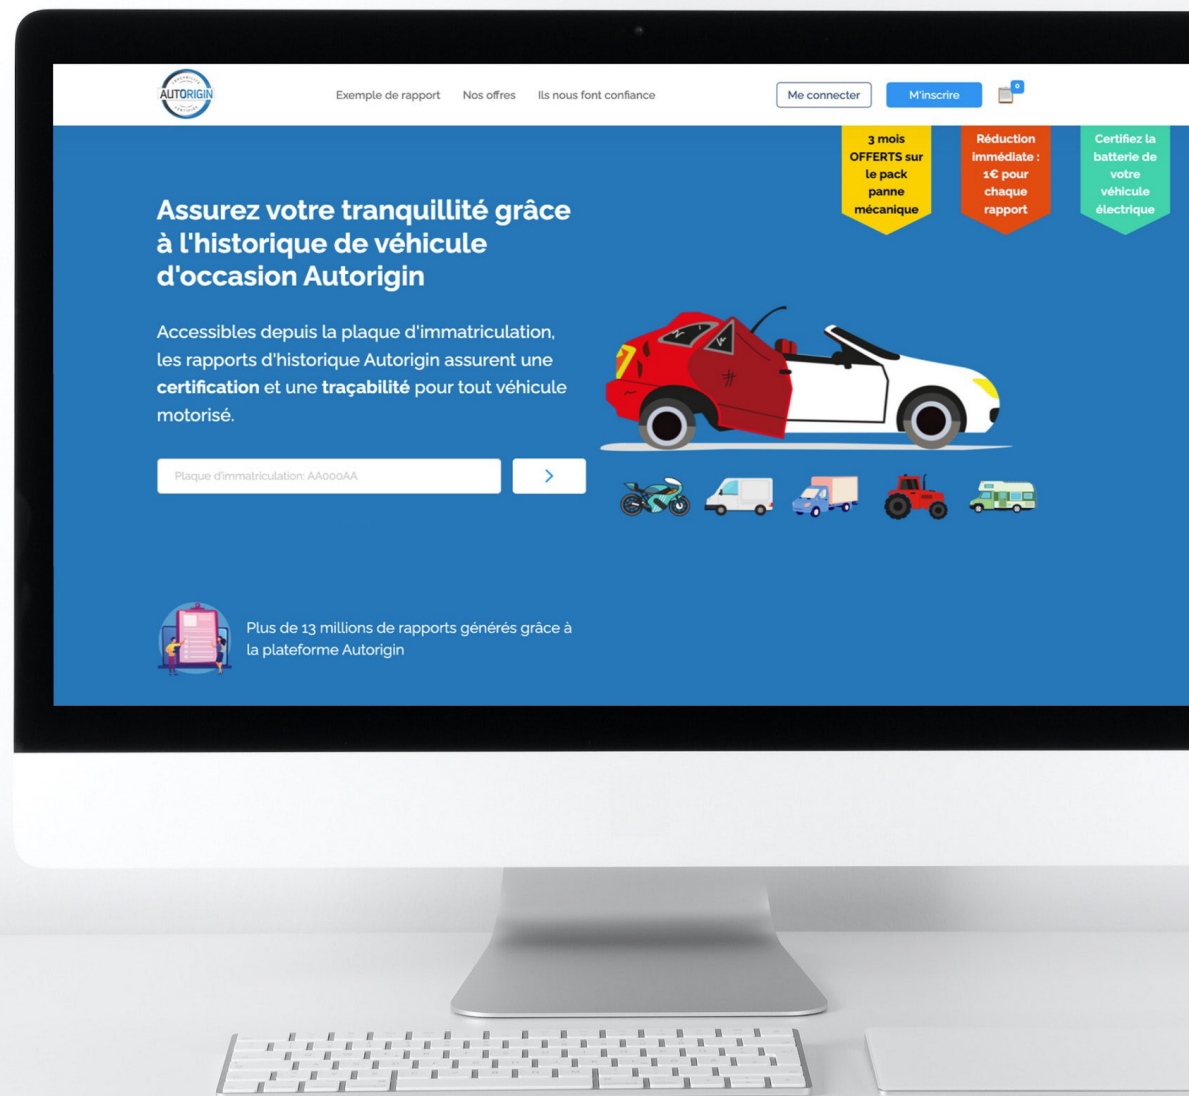 AUTORIGIN
Exemple de rapport
Nos offres
Ils nous font confiance
Me connecter
M'inscrire
0
3 mois
OFFERTS sur
le pack
panne
mécanique
Réduction
immédiate :
1€ pour
chaque
rapport
Certifiez la
batterie de
votre
véhicule
électrique
Assurez votre tranquillité grâce
à l'historique de véhicule
d'occasion Autorigin
Accessibles depuis la plaque d'immatriculation,
les rapports d'historique Autorigin assurent une
certification et une traçabilité pour tout véhicule
motorisé.
Plaque d'immatriculation: AA000AA
Plus de 13 millions de rapports générés grâce à
la plateforme Autorigin